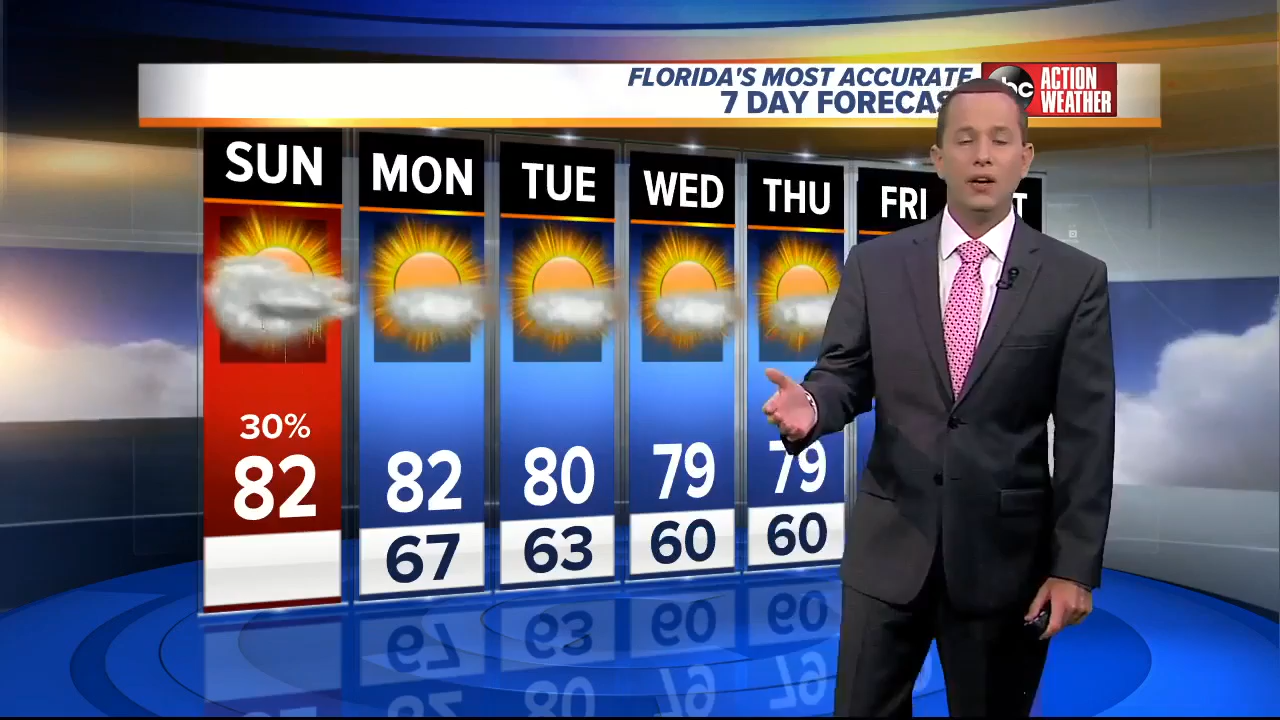 FLORIDA'S MOST ACCURATE
7 DAY FORECAS
abc ACTION
WEATHER
SUN MON TUE WED THU FRI
30%
82 82 80 79 79
67 63 60 60